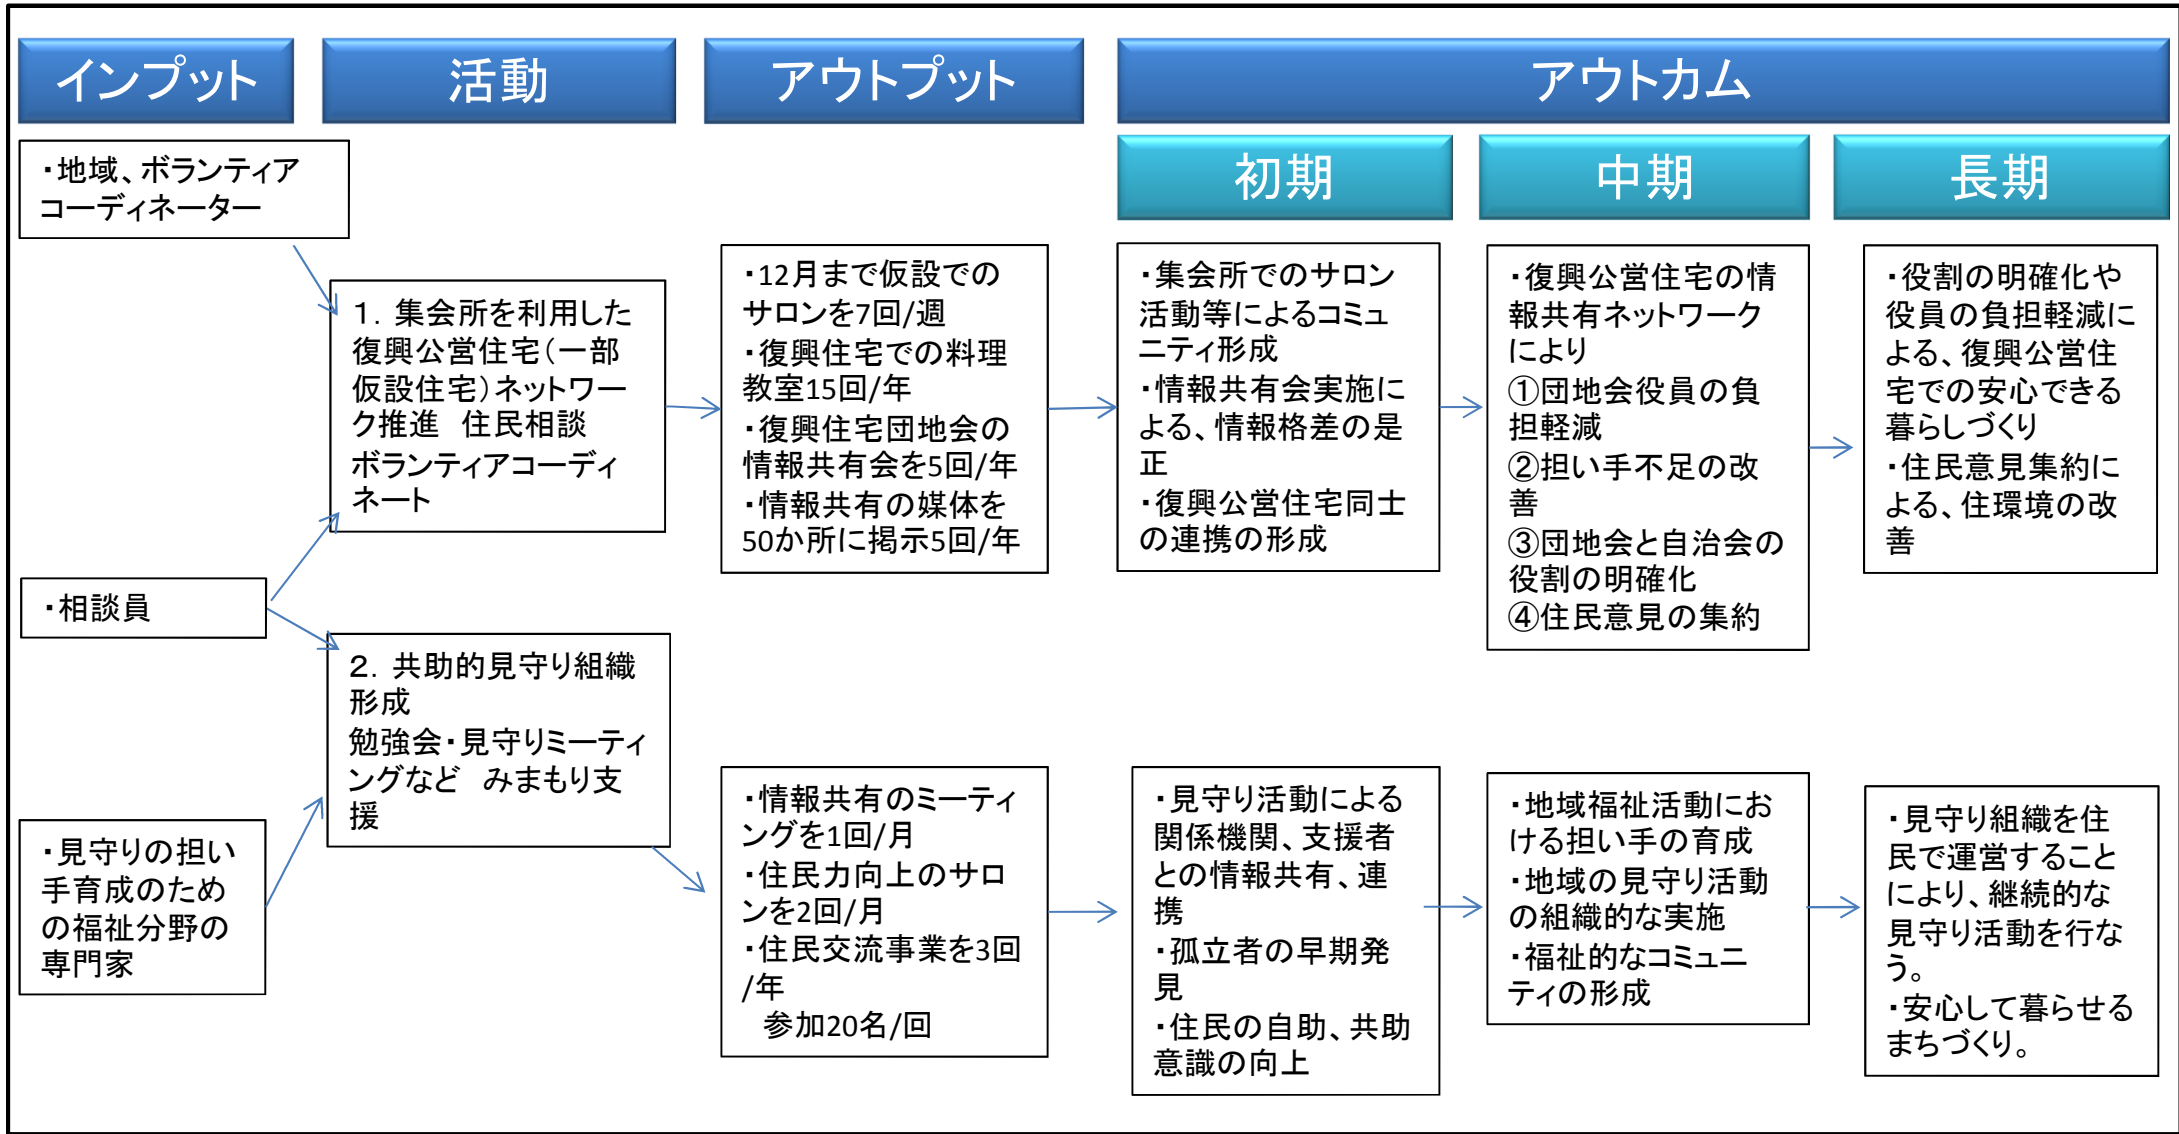 インプット
活動
アウトプット
アウトカム
初期
中期
長期
・地域、ボランティア
コーディネーター
・相談員
・見守りの担い
手育成のため
の福祉分野の
専門家
1. 集会所を利用した
復興公営住宅(一部
仮設住宅)ネットワー
ク推進 住民相談
ボランティアコーディ
ネート
2. 共助的見守り組織
形成
勉強会・見守りミーティ
ングなど みまもり支
援
・12月まで仮設での
サロンを7回/週
・復興住宅での料理
教室15回/年
・復興住宅団地会の
情報共有会を5回/年
・情報共有の媒体を
50か所に掲示5回/年
・情報共有のミーティ
ングを1回/月
・住民力向上のサロ
ンを2回/月
・住民交流事業を3回
/年
参加20名/回
・集会所でのサロン
活動等によるコミュ
ニティ形成
・情報共有会実施に
よる、情報格差の是
正
・復興公営住宅同士
の連携の形成
・見守り活動による
関係機関、支援者
との情報共有、連
携
・孤立者の早期発
見
・住民の自助、共助
意識の向上
・復興公営住宅の情
報共有ネットワーク
により
①団地会役員の負
担軽減
②担い手不足の改
善
③団地会と自治会の
役割の明確化
④住民意見の集約
・地域福祉活動にお
ける担い手の育成
・地域の見守り活動
の組織的な実施
・福祉的なコミュニ
ティの形成
・役割の明確化や
役員の負担軽減に
よる、復興公営住
宅での安心できる
暮らしづくり
・住民意見集約に
よる、住環境の改
善
・見守り組織を住
民で運営すること
により、継続的な
見守り活動を行な
う。
・安心して暮らせる
まちづくり。